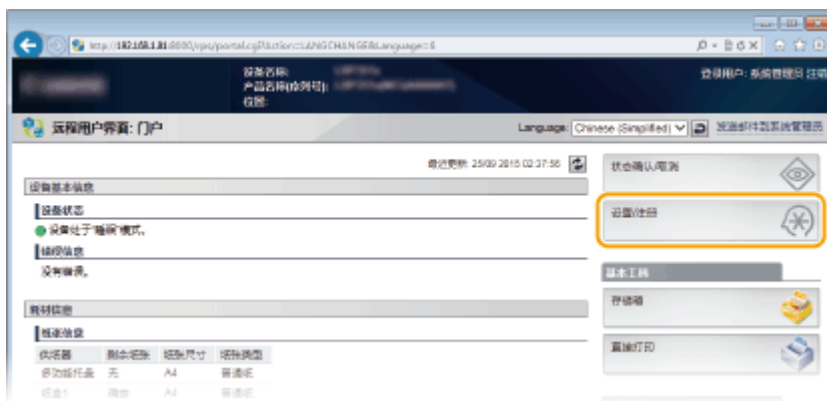 http://192.168.1.81:8000/rps/portal.cgi?Action=LANGCHANGE&Language=6
设备名称:
产品名称(序列号):
位置:
登录用户: 系统管理员 注销
远程用户界面: 门户
Language: Chinese (Simplified)
发送邮件到系统管理员
最近更新: 25/09 2015 02:37:56
状态确认/取消
设备基本信息
设备状态
设置/注册
设备处于"睡眠"模式。
错误信息
没有错误。
基本工具
耗材信息
存储箱
纸张信息
供纸器 剩余纸张 纸张尺寸 纸张类型
直接打印
多功能托盘 无 A4 普通纸
纸盒1 A4 普通纸